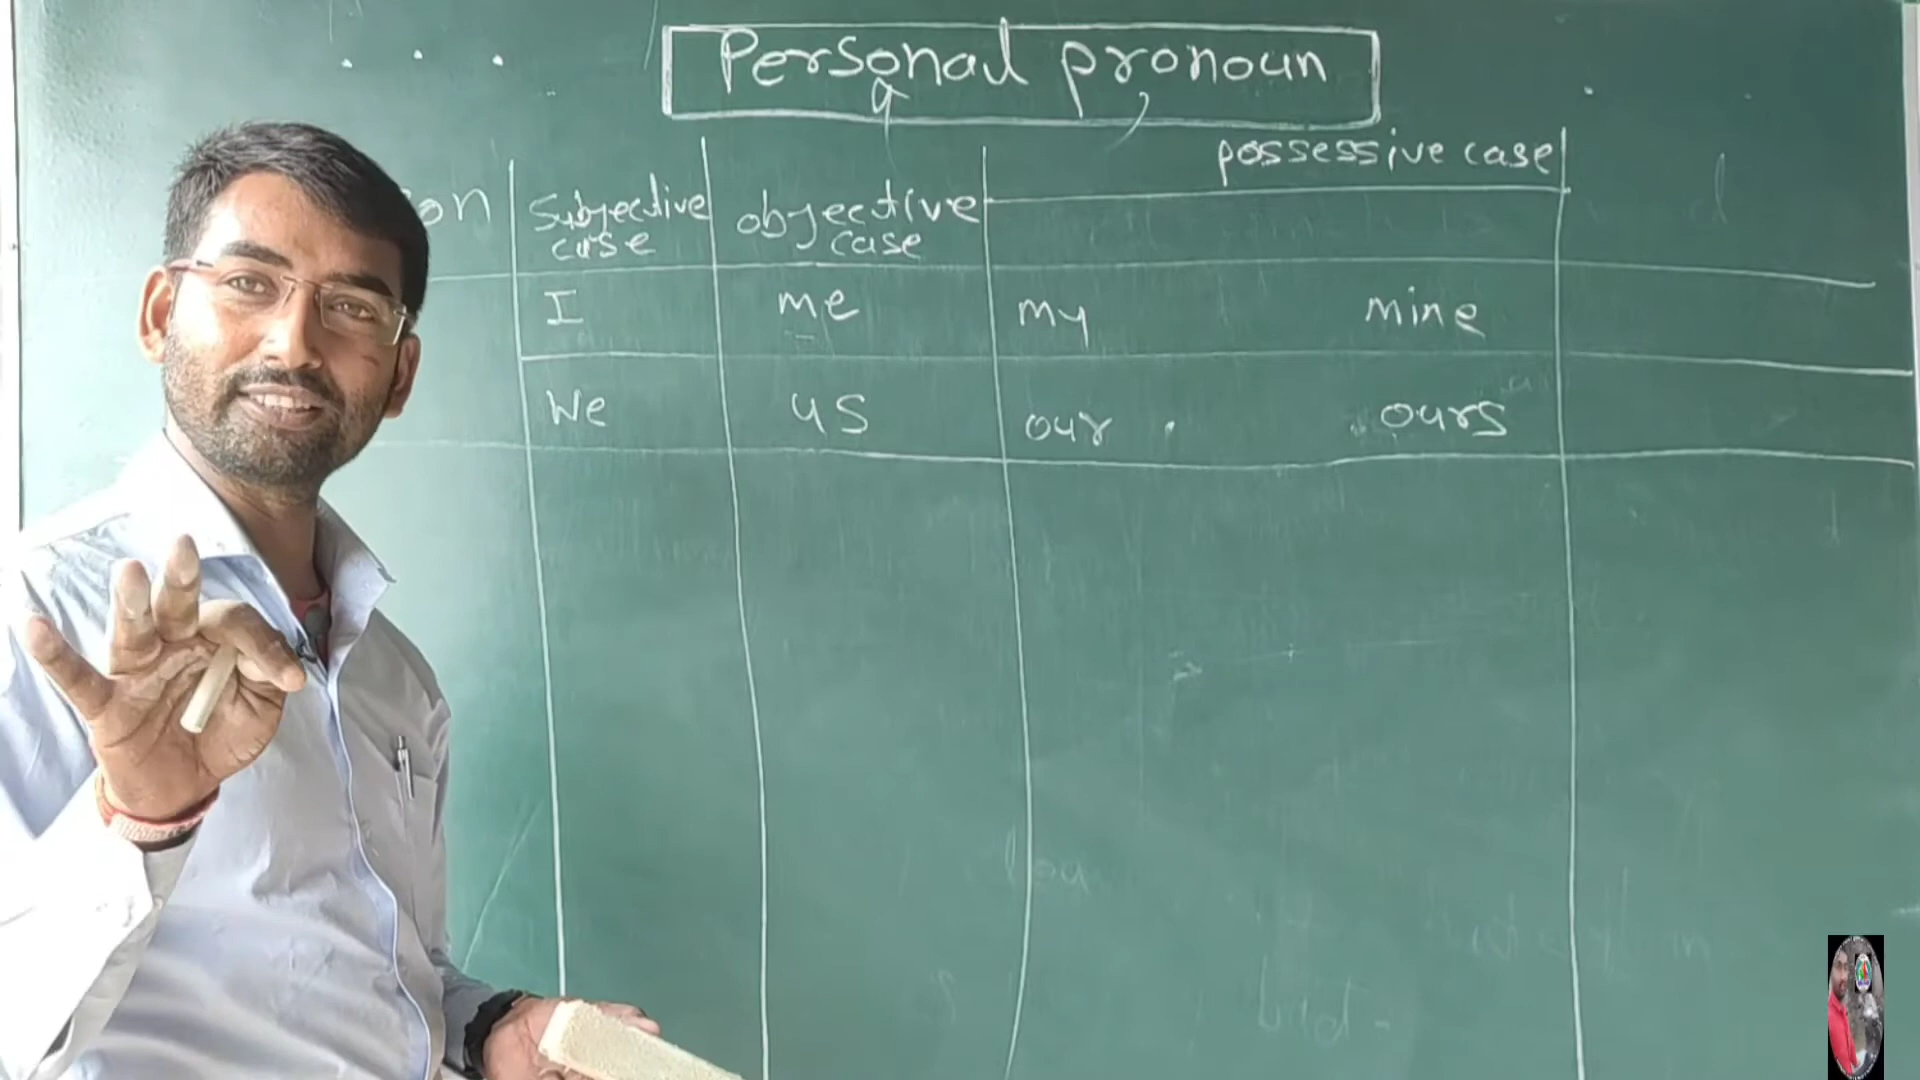 Personal pronoun
possessive case
on Subjective case objective case
I me my mine
We us our ours